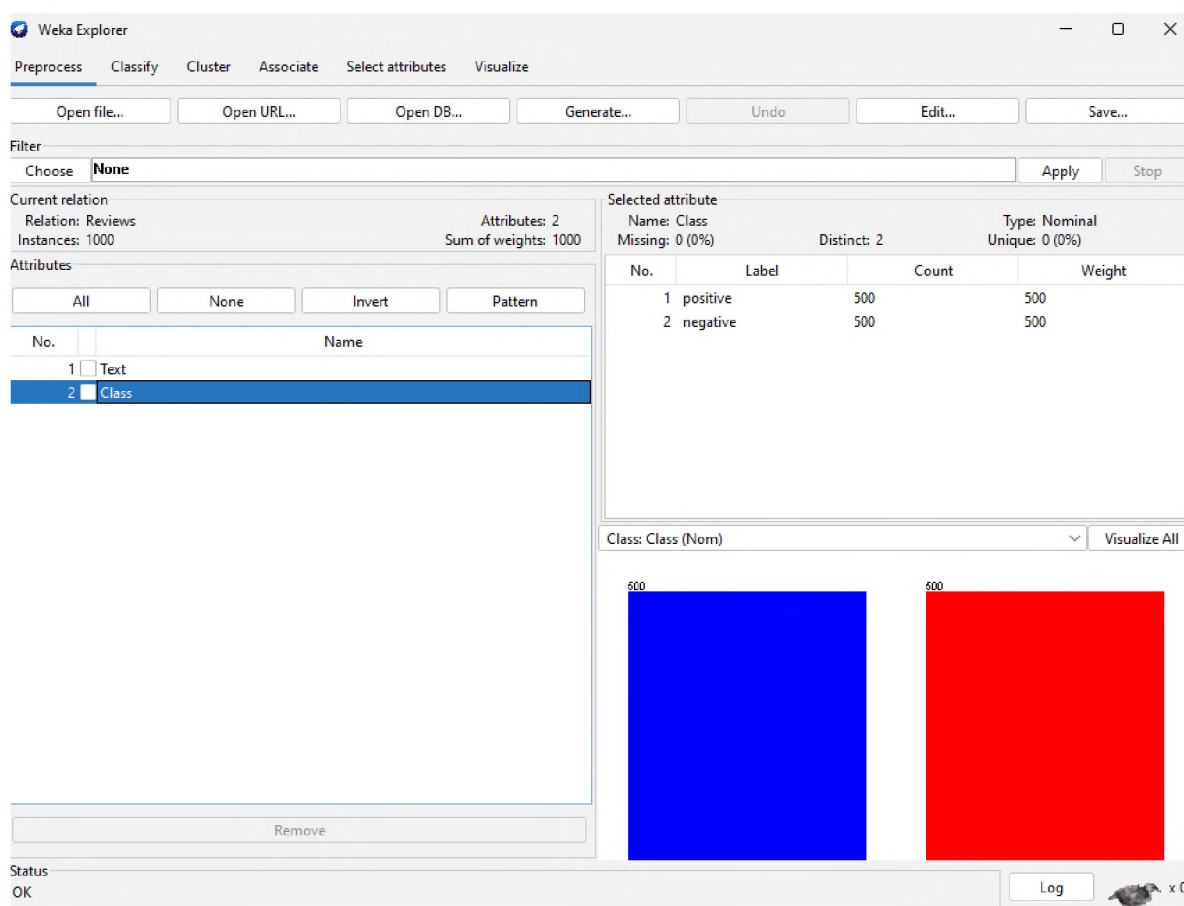 Weka Explorer
Preprocess Classify Cluster Associate Select attributes Visualize
Open file... Open URL... Open DB... Generate... Undo Edit... Save...
Filter
Choose None Apply Stop
Current relation
Relation: Reviews Attributes: 2
Instances: 1000 Sum of weights: 1000
Selected attribute
Name: Class Type: Nominal
Missing: 0 (0%) Distinct: 2 Unique: 0 (0%)
Attributes
All None Invert Pattern
No. Name
1 Text
2 Class
No. Label Count Weight
1 positive 500 500
2 negative 500 500
Class: Class (Nom) Visualize All
500 500
Remove
Status
OK
Log x 0